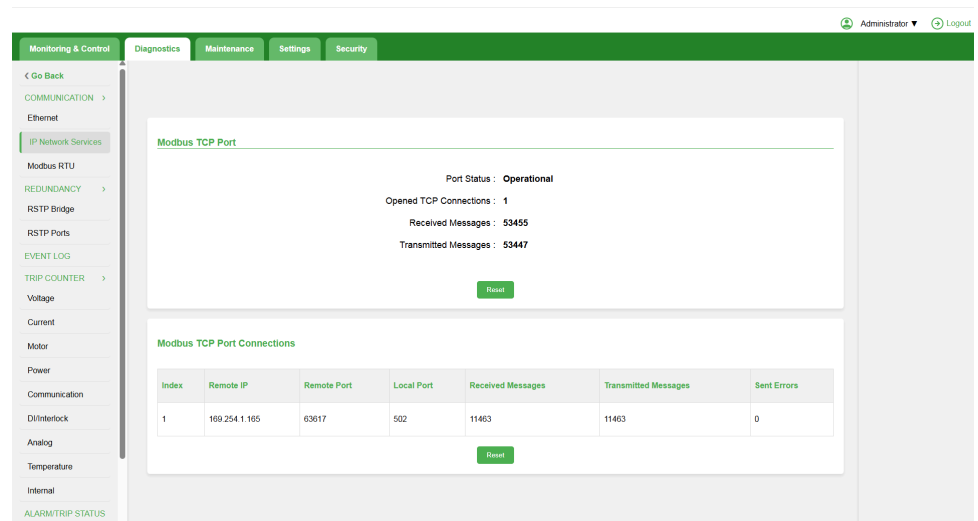 Administrator ▼ Logout
Monitoring & Control Diagnostics Maintenance Settings Security
Go Back
COMMUNICATION
Ethernet
IP Network Services
Modbus RTU
REDUNDANCY
RSTP Bridge
RSTP Ports
EVENT LOG
TRIP COUNTER
Voltage
Current
Motor
Power
Communication
DI/Interlock
Analog
Temperature
Internal
ALARM/TRIP STATUS
Modbus TCP Port
Port Status : Operational
Opened TCP Connections : 1
Received Messages : 53455
Transmitted Messages : 53447
Reset
Modbus TCP Port Connections
Index Remote IP Remote Port Local Port Received Messages Transmitted Messages Sent Errors
1 169.254.1.165 63617 502 11463 11463 0
Reset